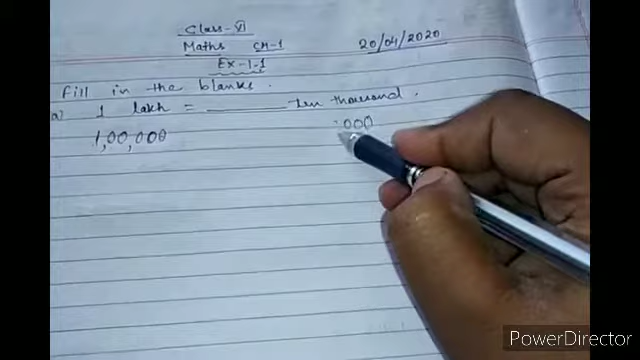 Class-VI
Maths CH-1 20/04/2020
Ex-1.1
Fill in the blanks.
a) 1 lakh = ______ Ten thousand.
1,00,000 000
PowerDirector